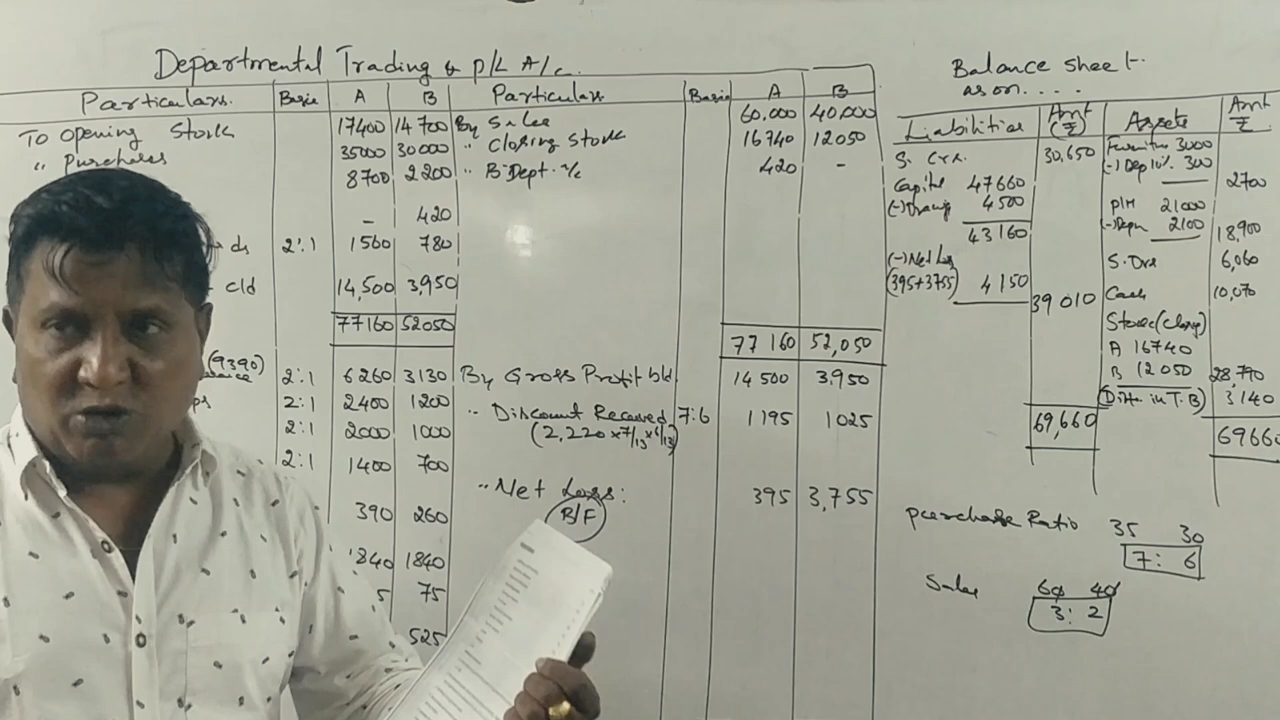 Departmental Trading & P/L A/c.
Particulars. Basis A B Particulars Basis A B
To Opening Stock 17400 14700 By Sales 60,000 40,000
" Purchases 35000 30000 " Closing Stock 16740 12050
8700 2200 " B-Dept. A/c 420 -
- 420
ds 2:1 1560 780
c/d 14,500 3,950
77160 52050 77160 52,050
(9390)
2:1 6260 3130 By Gross Profit b/d 14500 3,950
ps 2:1 2400 1200 " Discount Received 7:6 1195 1025
2:1 2000 1000 (2,220 x 7/13 x 6/13)
2:1 1400 700
" Net Loss: 395 3,755
390 260 B/F
1840 1840
5 75
525
Balance Sheet.
as on.....
Liabilities Amt (₹) Assets Amt ₹
S. Crs. 30,650 Furniture 3000
(-) Dep 10% 300
2700
Capital 47660
(-) Drawing 4500
43160
P/M 21000
(-) Depn 2100
18,900
(-) Net Loss
(395+3755) 4150
39010
S. Drs 6,060
Cash 10,070
Stock (Closing)
A 16740
B 12050 28,790
(Diff. in T.B) 3140
69,660 69660
Purchase Ratio 35 30
7: 6
Sales 60 40
3: 2